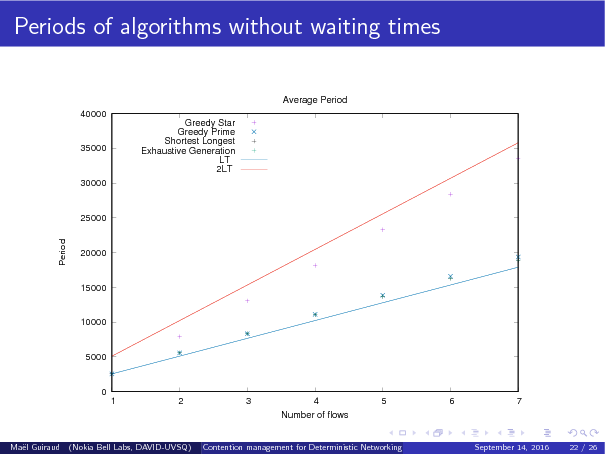 Periods of algorithms without waiting times
Average Period
40000
35000
30000
25000
20000
15000
10000
5000
0
Period
Greedy Star
Greedy Prime
Shortest Longest
Exhaustive Generation
LT
2LT
1 2 3 4 5 6 7
Number of flows
Maël Guiraud (Nokia Bell Labs, DAVID-UVSQ) Contention management for Deterministic Networking September 14, 2016 22 / 26